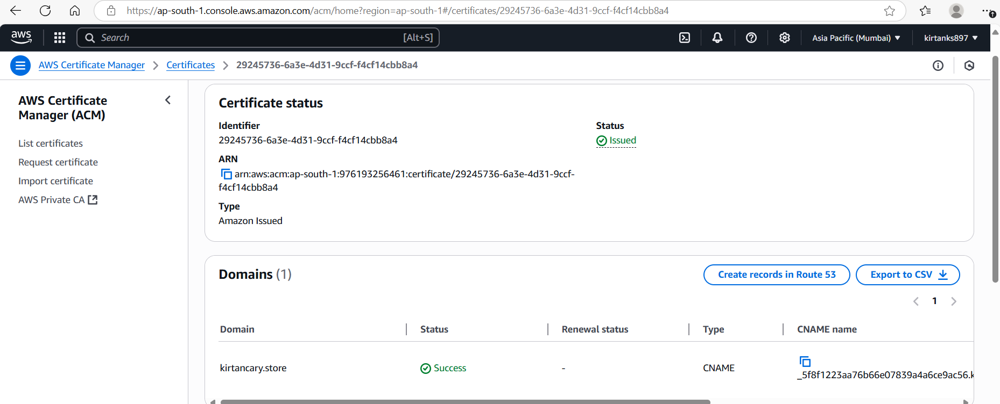 https://ap-south-1.console.aws.amazon.com/acm/home?region=ap-south-1#/certificates/29245736-6a3e-4d31-9ccf-f4cf14cbb8a4
aws
Search
[Alt+S]
Asia Pacific (Mumbai)
kirtanks897
AWS Certificate Manager
Certificates
29245736-6a3e-4d31-9ccf-f4cf14cbb8a4
AWS Certificate
Manager (ACM)
List certificates
Request certificate
Import certificate
AWS Private CA
Certificate status
Identifier
29245736-6a3e-4d31-9ccf-f4cf14cbb8a4
Status
Issued
ARN
arn:aws:acm:ap-south-1:976193256461:certificate/29245736-6a3e-4d31-9ccf-
f4cf14cbb8a4
Type
Amazon Issued
Domains (1)
Create records in Route 53
Export to CSV
1
Domain
Status
Renewal status
Type
CNAME name
kirtancary.store
Success
-
CNAME
_5f8f1223aa76b66e07839a4a6ce9ac56.k